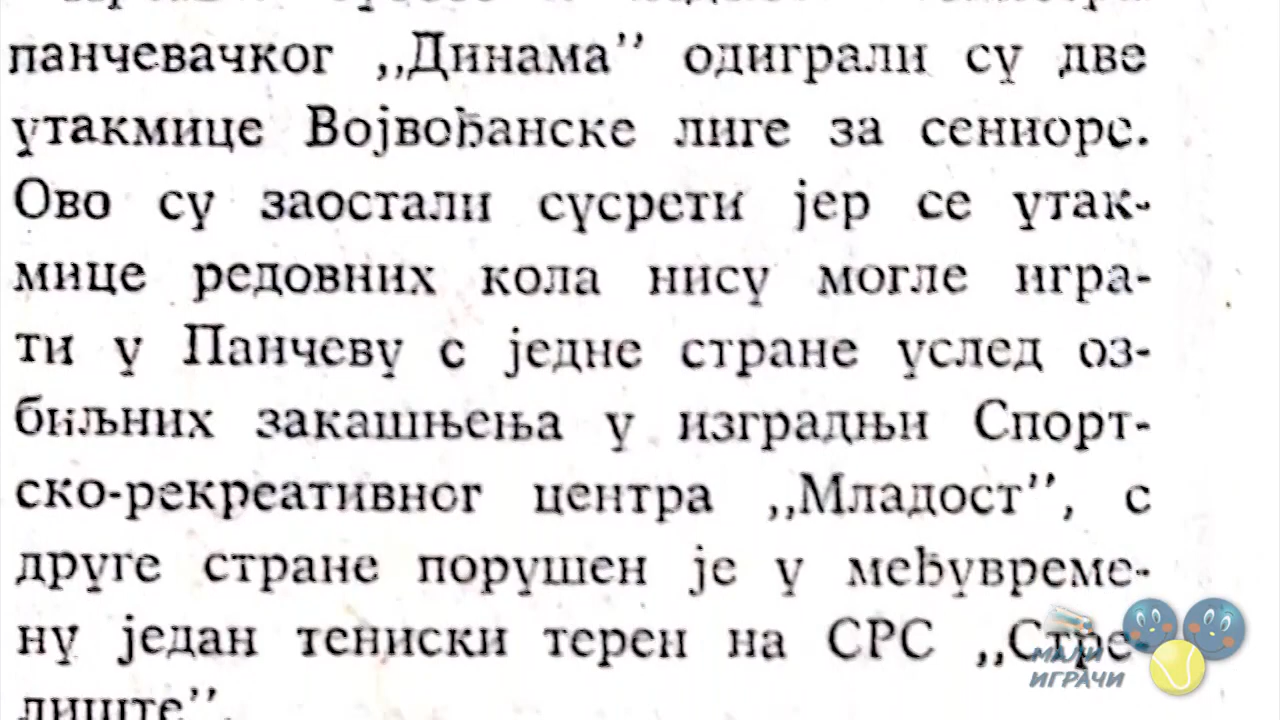 панчевачког ,,Динама” одиграли су две
утакмице Војвођанске лиге за сениоре.
Ово су заостали сусрети јер се утак-
мице редовних кола нису могле игра-
ти у Панчеву с једне стране услед оз-
биљних закашњења у изградњи Спорт-
ско-рекреативног центра ,,Младост”, с
друге стране порушен је у међувреме-
ну један тениски терен на СРС ,,Стре-
лиште”.
МАЛИ
ИГРАЧИ